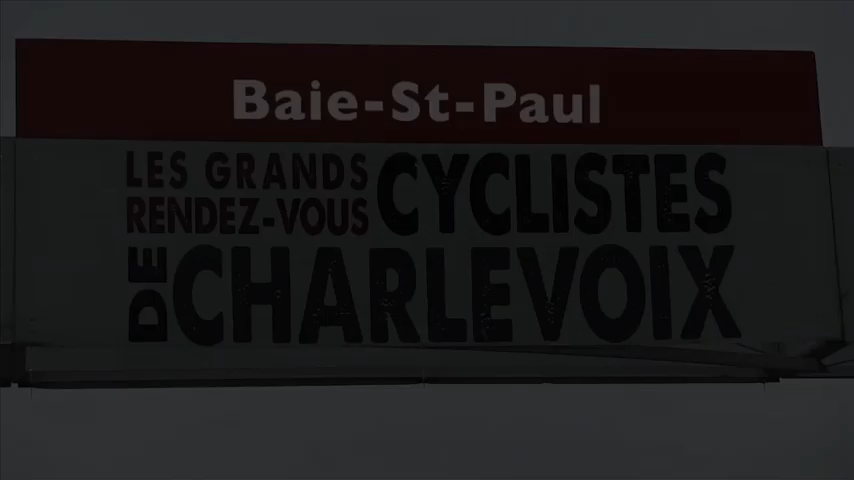 Baie-St-Paul
LES GRANDS
RENDEZ-VOUS
CYCLISTES
DE CHARLEVOIX